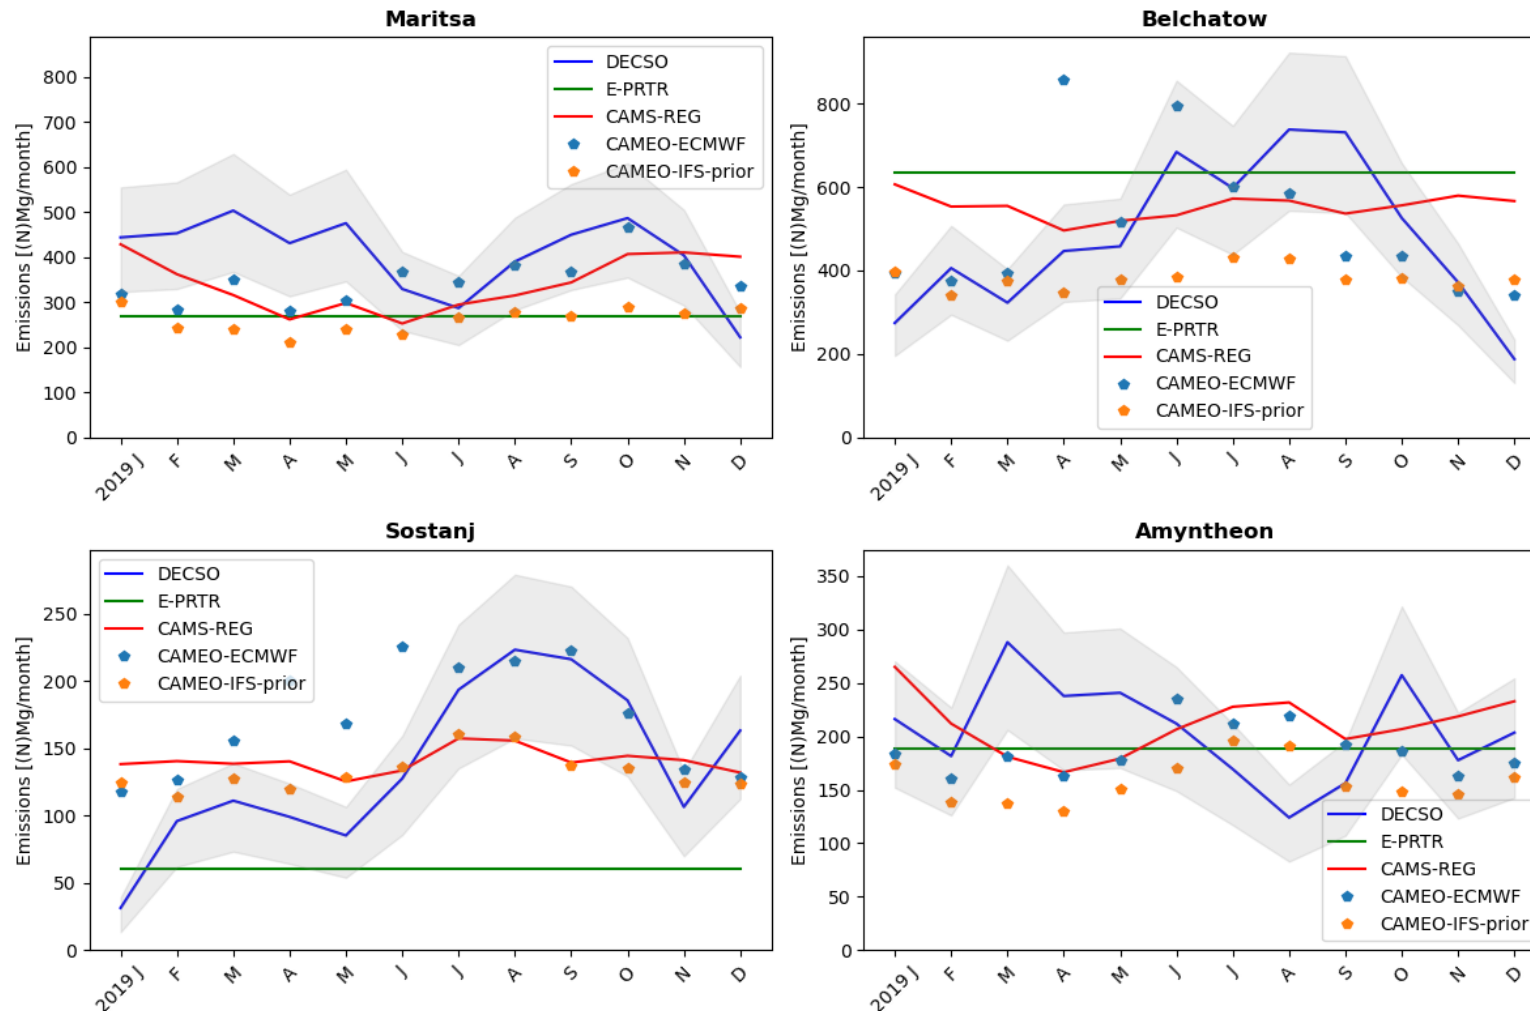 Maritsa
Emissions [(N)Mg/month]
800
700
600
500
400
300
200
100
0
2019 J F M A M J J A S O N D
DECSO
E-PRTR
CAMS-REG
CAMEO-ECMWF
CAMEO-IFS-prior
Belchatow
Emissions [(N)Mg/month]
800
600
400
200
0
2019 J F M A M J J A S O N D
DECSO
E-PRTR
CAMS-REG
CAMEO-ECMWF
CAMEO-IFS-prior
Sostanj
Emissions [(N)Mg/month]
250
200
150
100
50
0
2019 J F M A M J J A S O N D
DECSO
E-PRTR
CAMS-REG
CAMEO-ECMWF
CAMEO-IFS-prior
Amyntheon
Emissions [(N)Mg/month]
350
300
250
200
150
100
50
0
2019 J F M A M J J A S O N D
DECSO
E-PRTR
CAMS-REG
CAMEO-ECMWF
CAMEO-IFS-prior